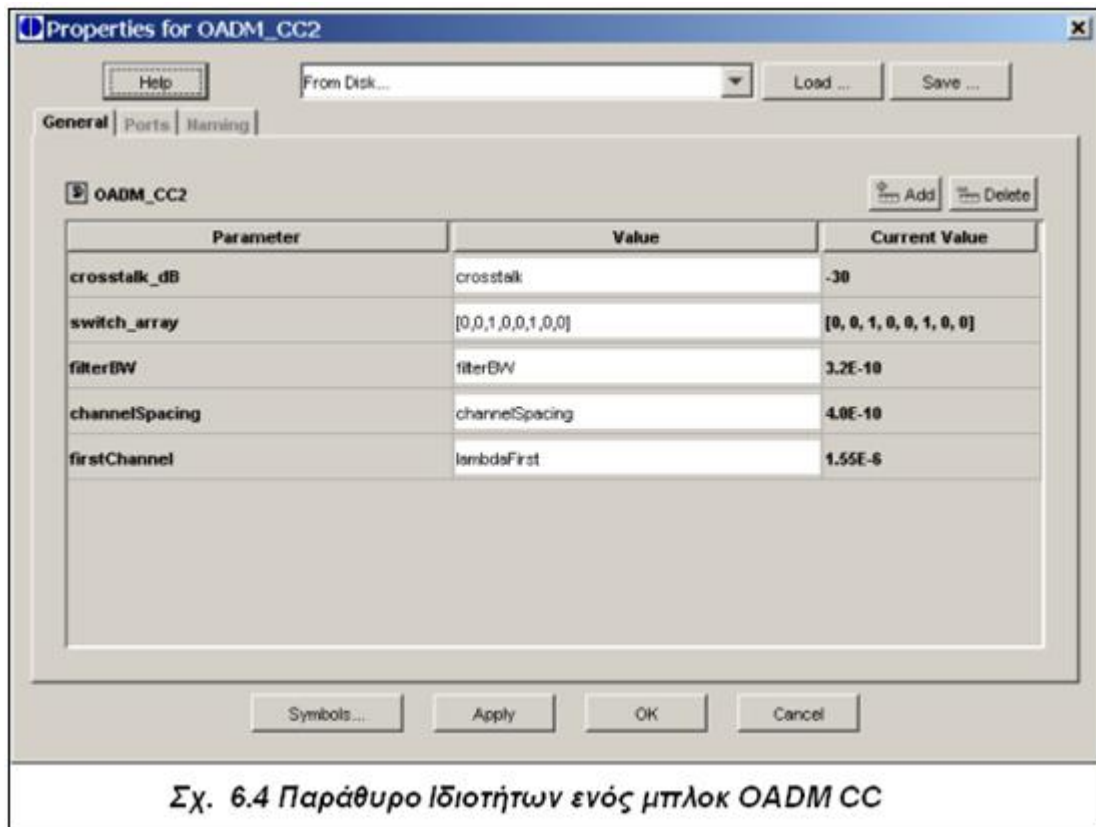 Properties for OADM_CC2
Help From Disk... Load ... Save ...
General Ports Naming
OADM_CC2 Add Delete
Parameter Value Current Value
crosstalk_dB crosstalk -30
switch_array [0,0,1,0,0,1,0,0] [0, 0, 1, 0, 0, 1, 0, 0]
filterBW filterBW 3.2E-10
channelSpacing channelSpacing 4.0E-10
firstChannel lambdaFirst 1.55E-6
Symbols... Apply OK Cancel
Σχ. 6.4 Παράθυρο Ιδιοτήτων ενός μπλοκ OADM CC